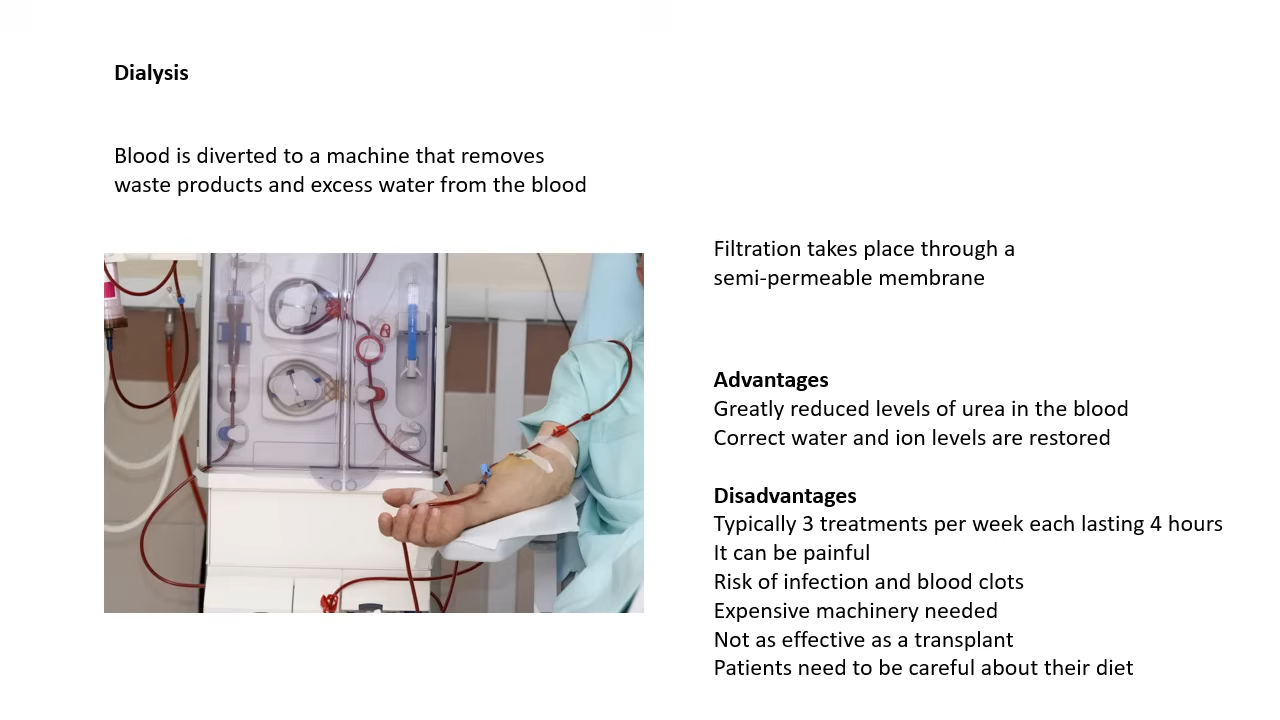 Dialysis
Blood is diverted to a machine that removes
waste products and excess water from the blood
Filtration takes place through a
semi-permeable membrane
Advantages
Greatly reduced levels of urea in the blood
Correct water and ion levels are restored
Disadvantages
Typically 3 treatments per week each lasting 4 hours
It can be painful
Risk of infection and blood clots
Expensive machinery needed
Not as effective as a transplant
Patients need to be careful about their diet